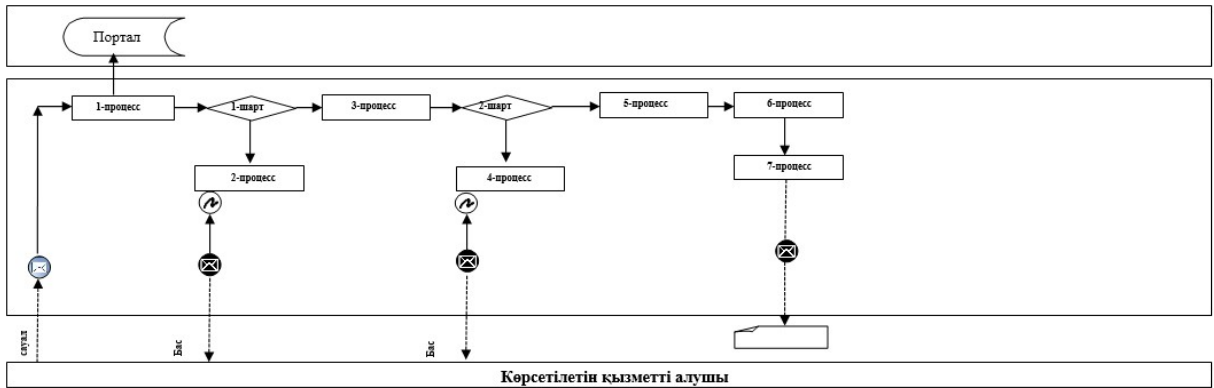 Портал
1-процесс
1-шарт
3-процесс
2-шарт
5-процесс
6-процесс
2-процесс
4-процесс
7-процесс
сауал
Бас
Бас
Көрсетілетін қызметті алушы